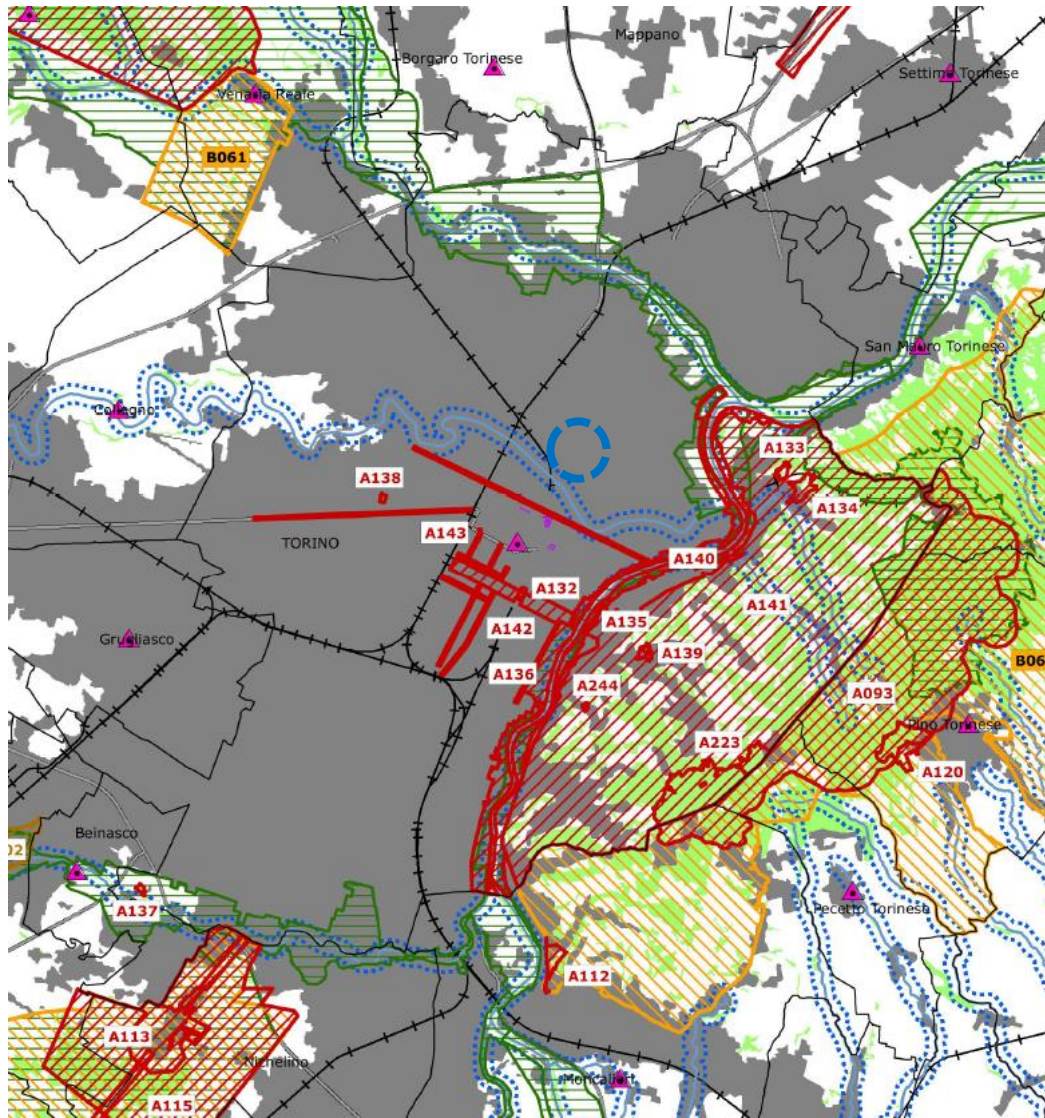 Mappano
Borgaro Torinese
Settimo Torinese
Venaria Reale
B061
San Mauro Torinese
Collegno
A133
A138
A134
A143
TORINO
A140
A132
A141
A135
A142
Grugliasco
A139
B06
A136
A244
A093
Pino Torinese
A223
A120
Beinasco
02
A137
Pecetto Torinese
A112
A113
Nichelino
Moncalieri
A115